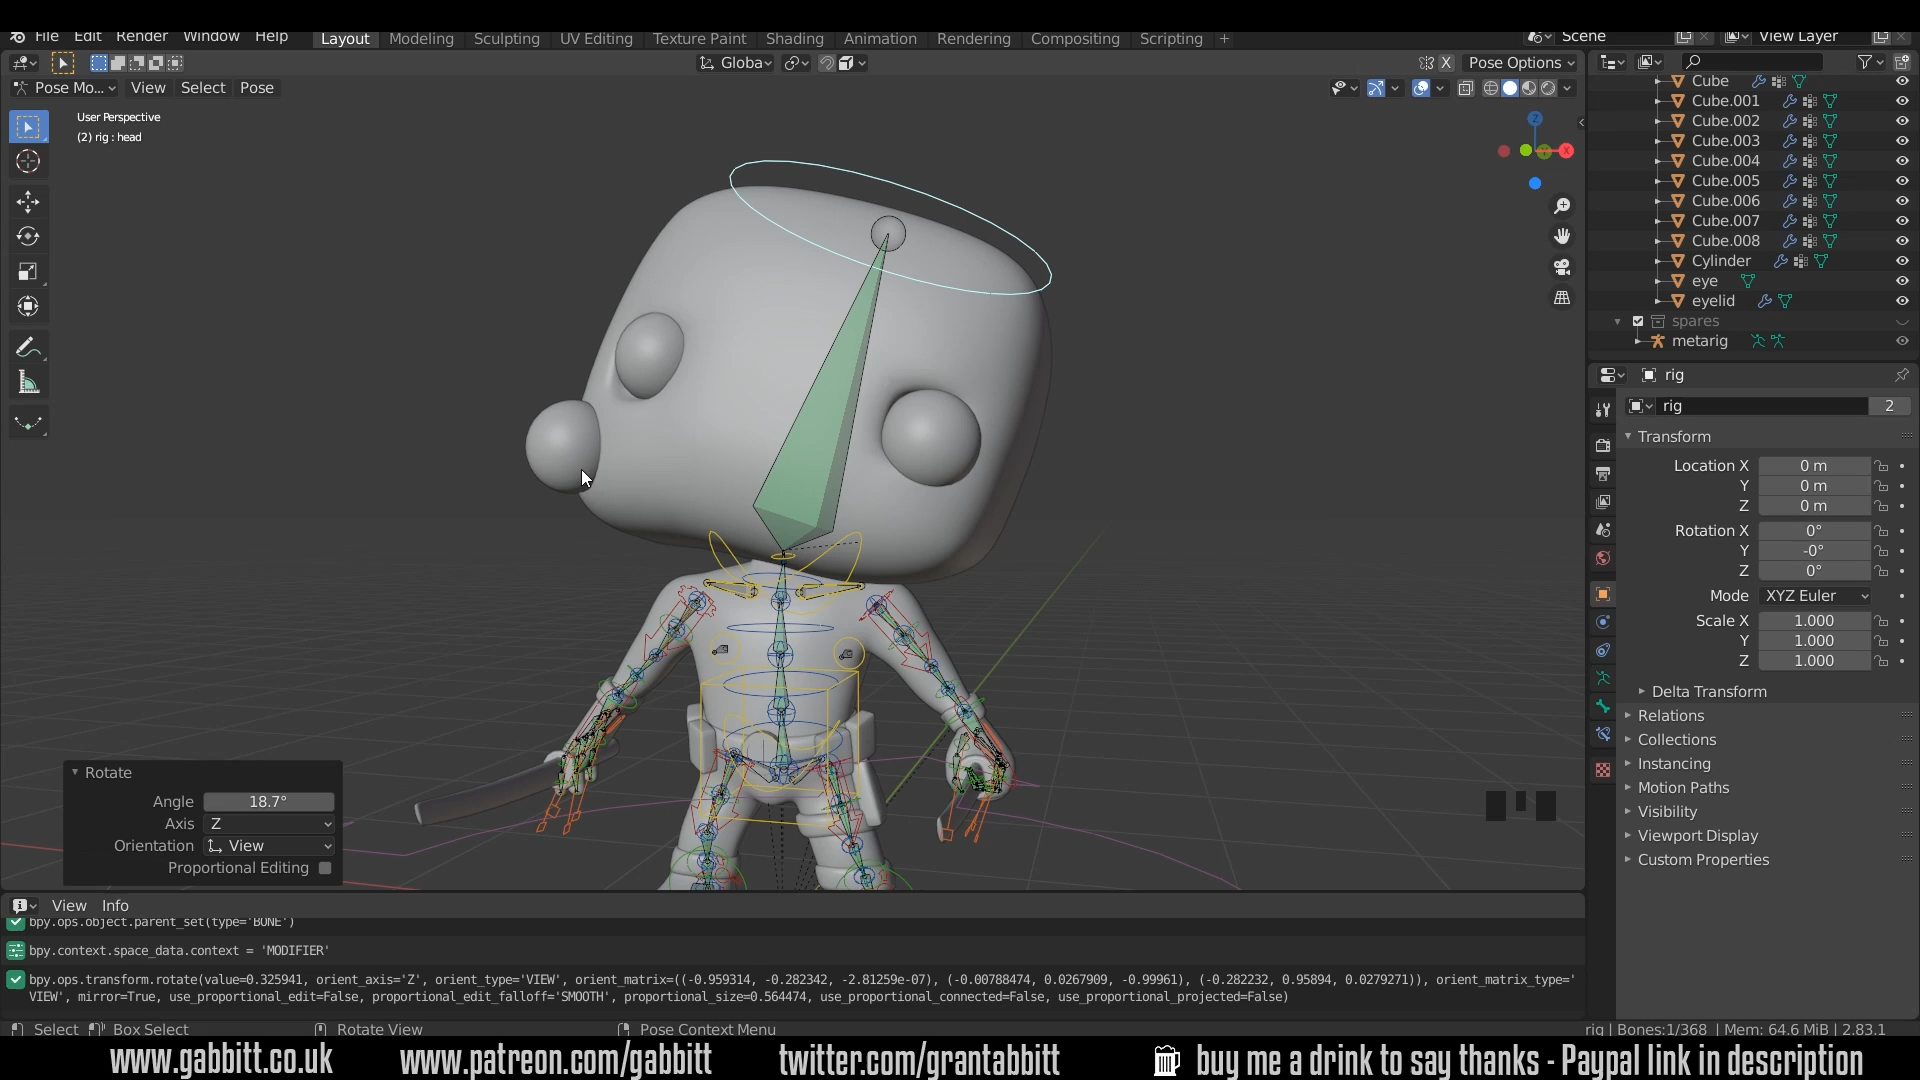 File Edit Render Window Help Layout Modeling Sculpting UV Editing Texture Paint Shading Animation Rendering Compositing Scripting + Scene View Layer
Globa X Pose Options
Pose Mo... View Select Pose
User Perspective
(2) rig : head
Z
X
Cube
Cube.001
Cube.002
Cube.003
Cube.004
Cube.005
Cube.006
Cube.007
Cube.008
Cylinder
eye
eyelid
spares
metarig
rig
rig 2
Transform
Location X 0 m
Y 0 m
Z 0 m
Rotation X 0°
Y -0°
Z 0°
Mode XYZ Euler
Scale X 1.000
Y 1.000
Z 1.000
Delta Transform
Relations
Collections
Instancing
Motion Paths
Visibility
Viewport Display
Custom Properties
Rotate
Angle 18.7°
Axis Z
Orientation View
Proportional Editing
View Info
bpy.ops.object.parent_set(type='BONE')
bpy.context.space_data.context = 'MODIFIER'
bpy.ops.transform.rotate(value=0.325941, orient_axis='Z', orient_type='VIEW', orient_matrix=((-0.959314, -0.282342, -2.81259e-07), (-0.00788474, 0.0267909, -0.99961), (-0.282232, 0.95894, 0.0279271)), orient_matrix_type='
VIEW', mirror=True, use_proportional_edit=False, proportional_edit_falloff='SMOOTH', proportional_size=0.564474, use_proportional_connected=False, use_proportional_projected=False)
Select Box Select Rotate View Pose Context Menu rig | Bones:1/368 | Mem: 64.6 MiB | 2.83.1
www.gabbitt.co.uk www.patreon.com/gabbitt twitter.com/grantabbitt buy me a drink to say thanks - Paypal link in description